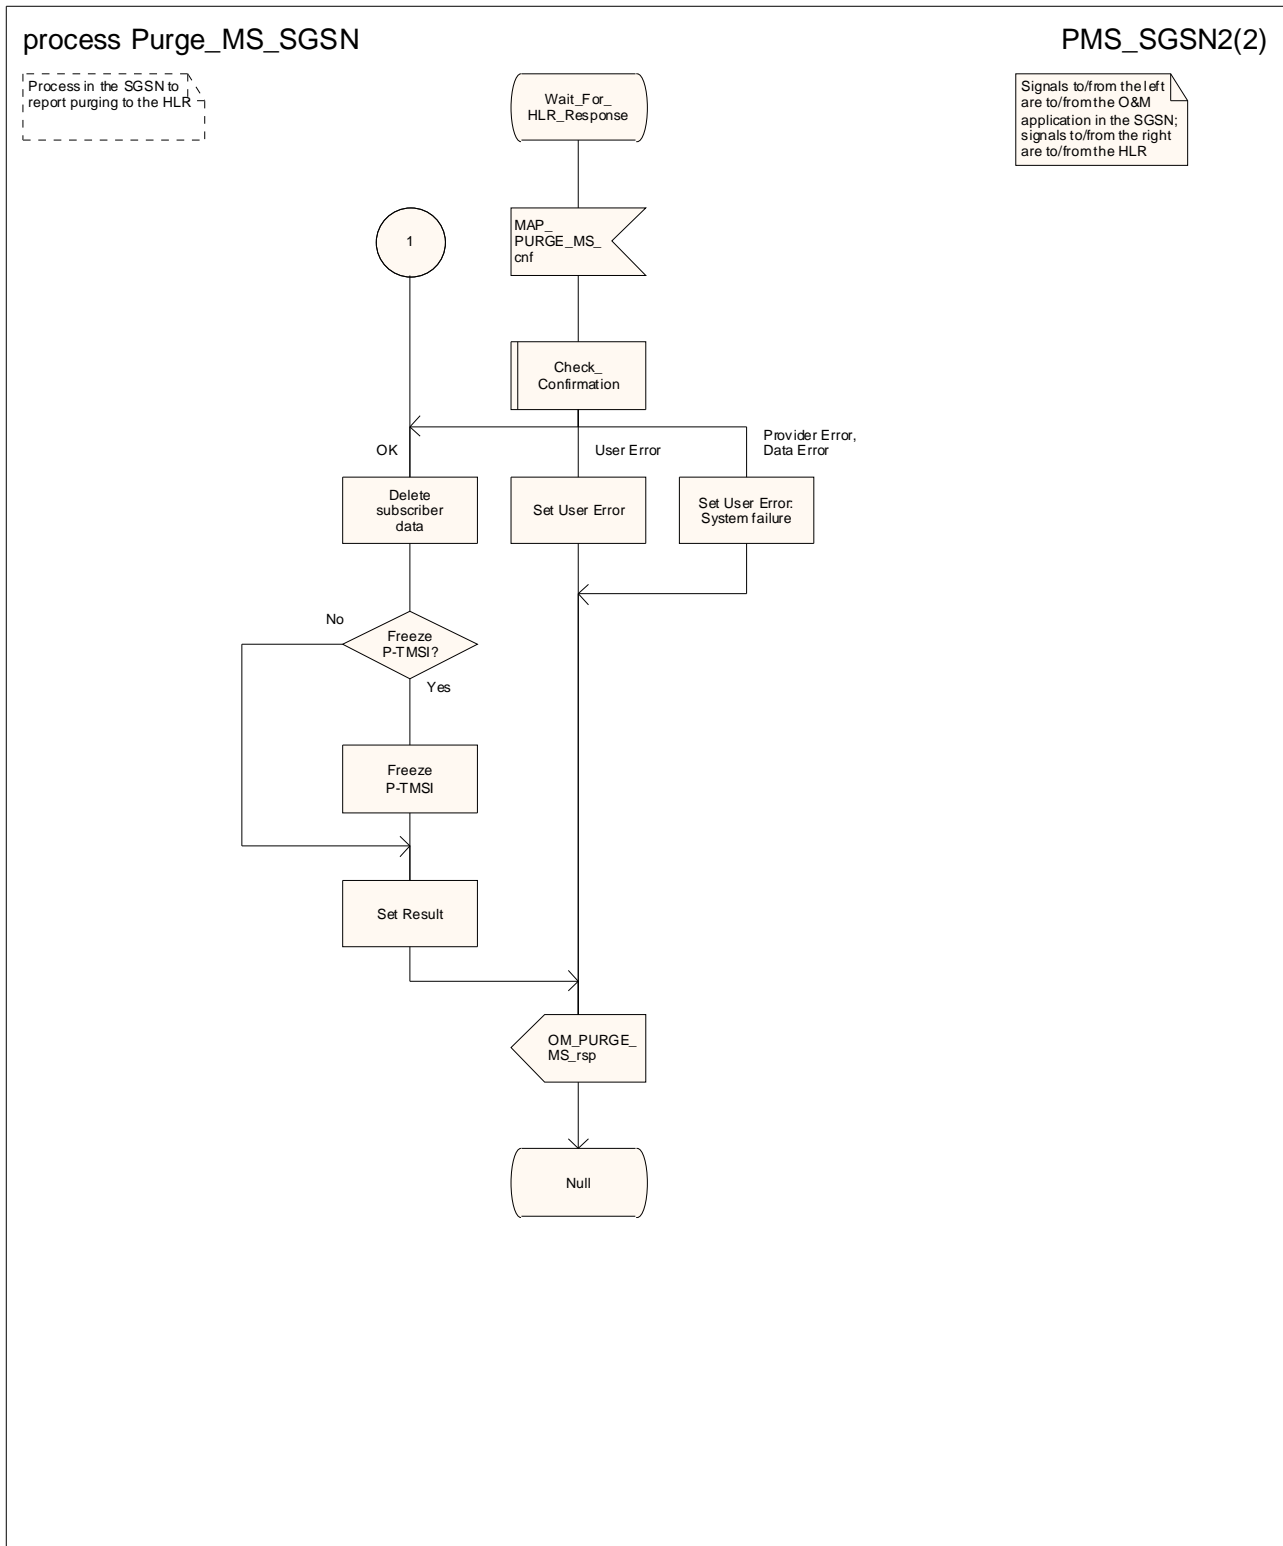 process Purge_MS_SGSN
PMS_SGSN2(2)
Process in the SGSN to
report purging to the HLR
Wait_For_
HLR_Response
Signals to/from the left
are to/from the O&M
application in the SGSN;
signals to/from the right
are to/from the HLR
1
MAP_
PURGE_MS_
cnf
Check_
Confirmation
OK
User Error
Provider Error,
Data Error
Delete
subscriber
data
Set User Error
Set User Error:
System failure
No
Freeze
P-TMSI?
Yes
Freeze
P-TMSI
Set Result
OM_PURGE_
MS_rsp
Null